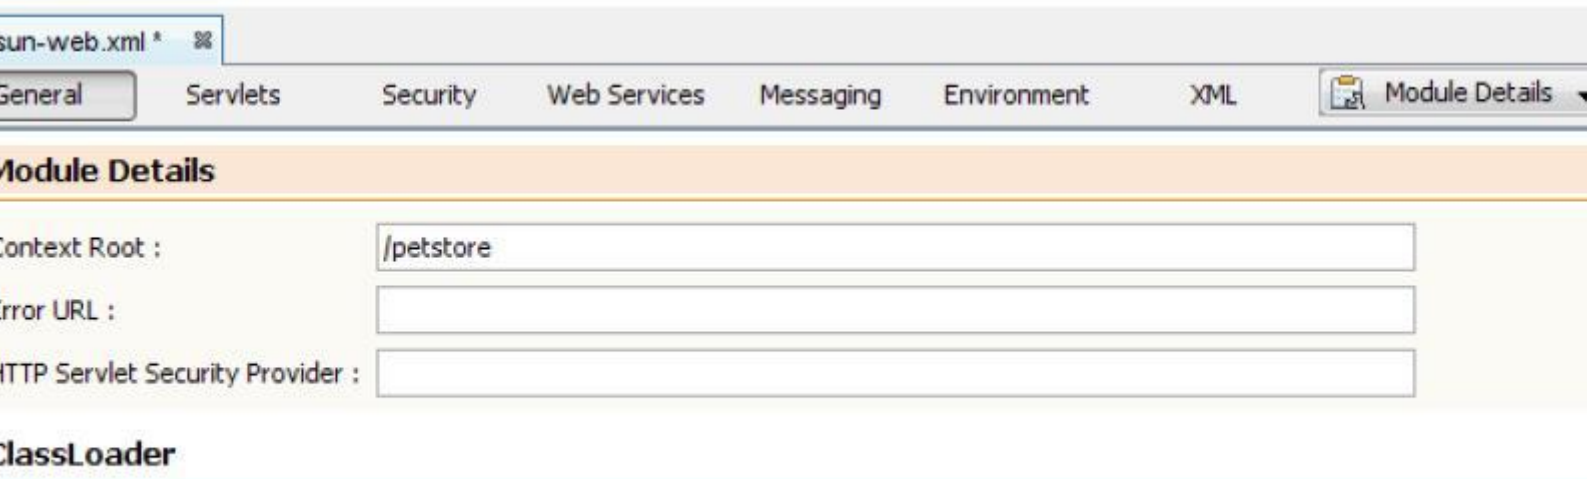 sun-web.xml *
General Servlets Security Web Services Messaging Environment XML Module Details
Module Details
Context Root : /petstore
Error URL :
HTTP Servlet Security Provider :
ClassLoader